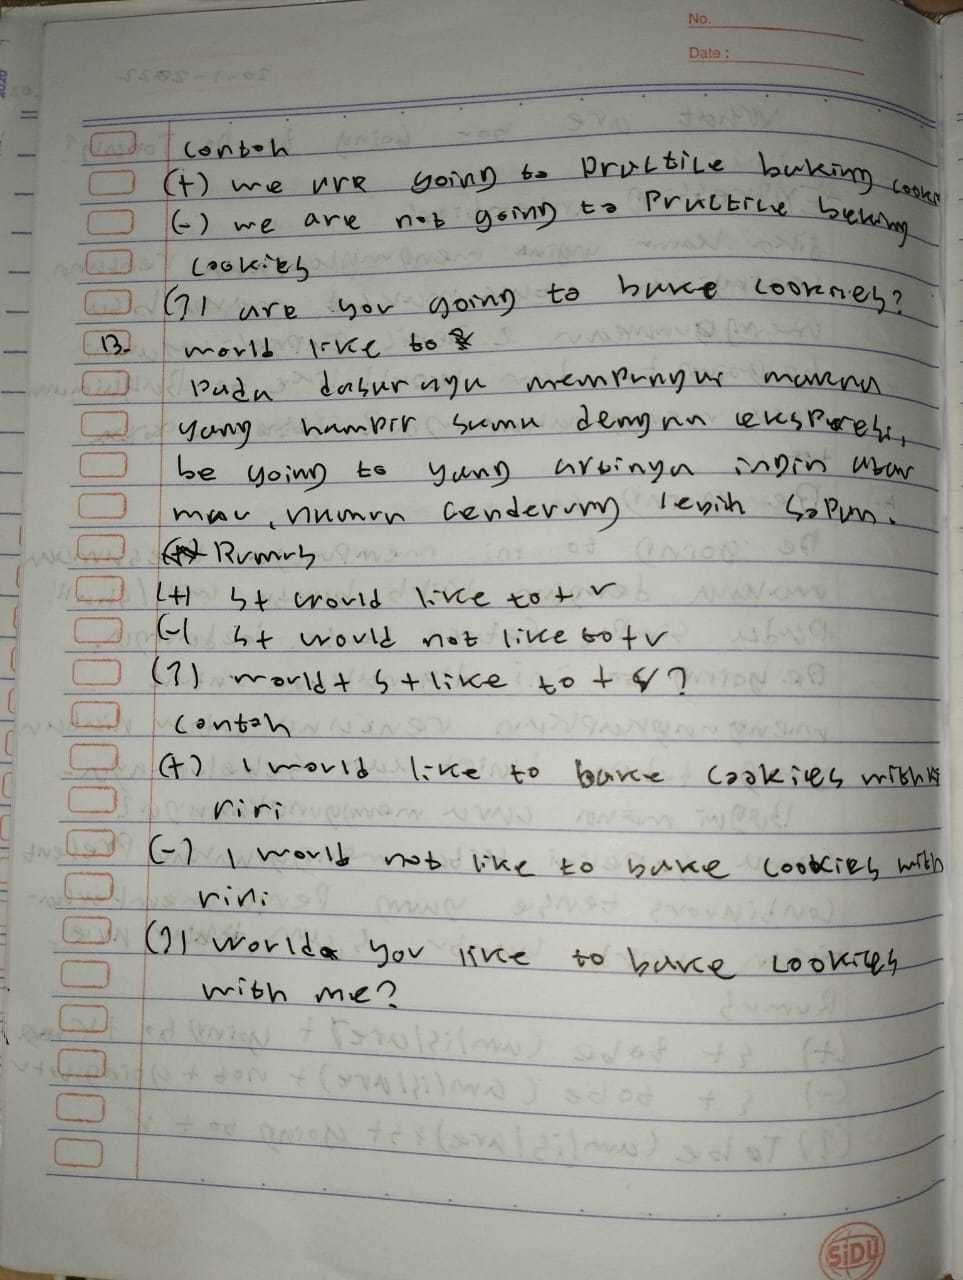 No.
Date :
Contoh
(+) we are going to Practice baking cookies
(-) we are not going to Practice baking
cookies
(?) are you going to bake cookies?
B. would like to
Pada dasarnya mempunyai makna
yang hampir sama dengan ekspresi,
be going to yang artinya ingin atau
mau, namun cenderung lebih sopan.
Rumus
(+) S + would like to + v
(-) S + would not like to + v
(?) would + S + like to + v ?
Contoh
(+) I would like to bake cookies with
riri
(-) I would not like to bake cookies with
riri
(?) would you like to bake cookies
with me?
SiDU